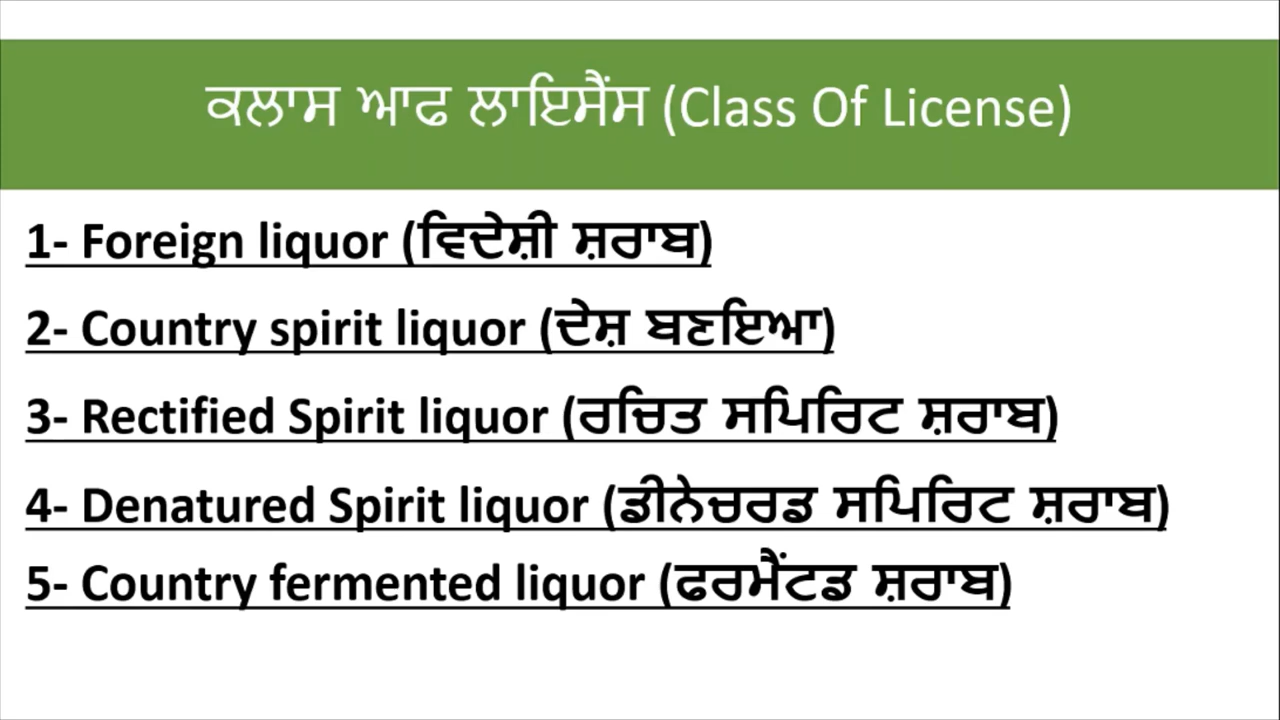 ਕਲਾਸ ਆਫ ਲਾਇਸੈਂਸ (Class Of License)
1- Foreign liquor (ਵਿਦੇਸ਼ੀ ਸ਼ਰਾਬ)
2- Country spirit liquor (ਦੇਸ਼ ਬਣਇਆ)
3- Rectified Spirit liquor (ਰਚਿਤ ਸਪਿਰਿਟ ਸ਼ਰਾਬ)
4- Denatured Spirit liquor (ਡੀਨੇਚਰਡ ਸਪਿਰਿਟ ਸ਼ਰਾਬ)
5- Country fermented liquor (ਫਰਮੈਂਟਡ ਸ਼ਰਾਬ)